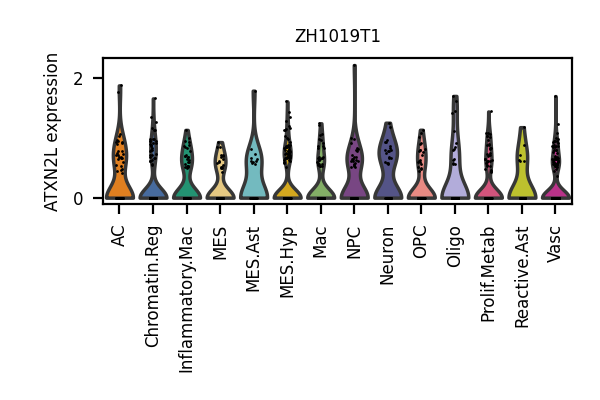 ZH1019T1
ATXN2L expression
2
0
AC
Chromatin.Reg
Inflammatory.Mac
MES
MES.Ast
MES.Hyp
Mac
NPC
Neuron
OPC
Oligo
Prolif.Metab
Reactive.Ast
Vasc